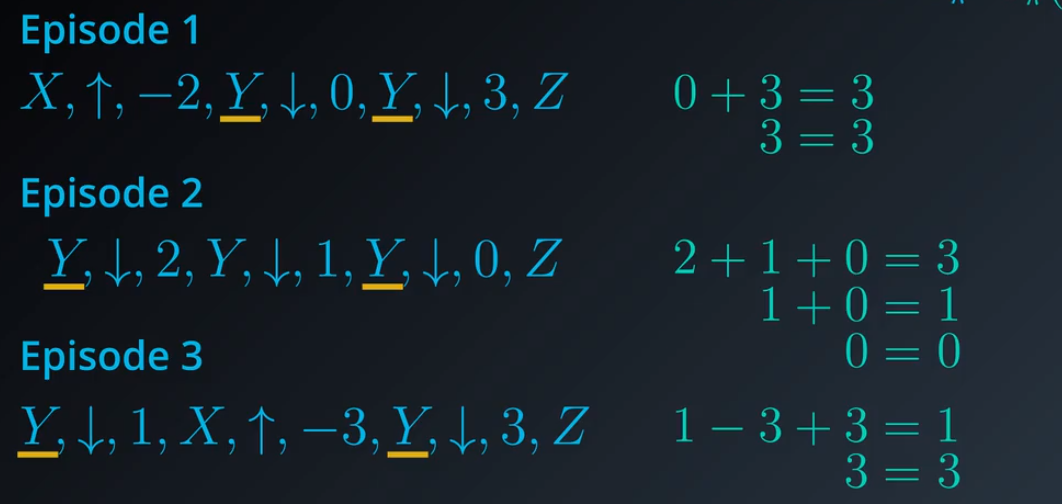 Episode 1
X, ↑, −2, Y, ↓, 0, Y, ↓, 3, Z
0 + 3 = 3
3 = 3
Episode 2
Y, ↓, 2, Y, ↓, 1, Y, ↓, 0, Z
2 + 1 + 0 = 3
1 + 0 = 1
0 = 0
Episode 3
Y, ↓, 1, X, ↑, −3, Y, ↓, 3, Z
1 − 3 + 3 = 1
3 = 3